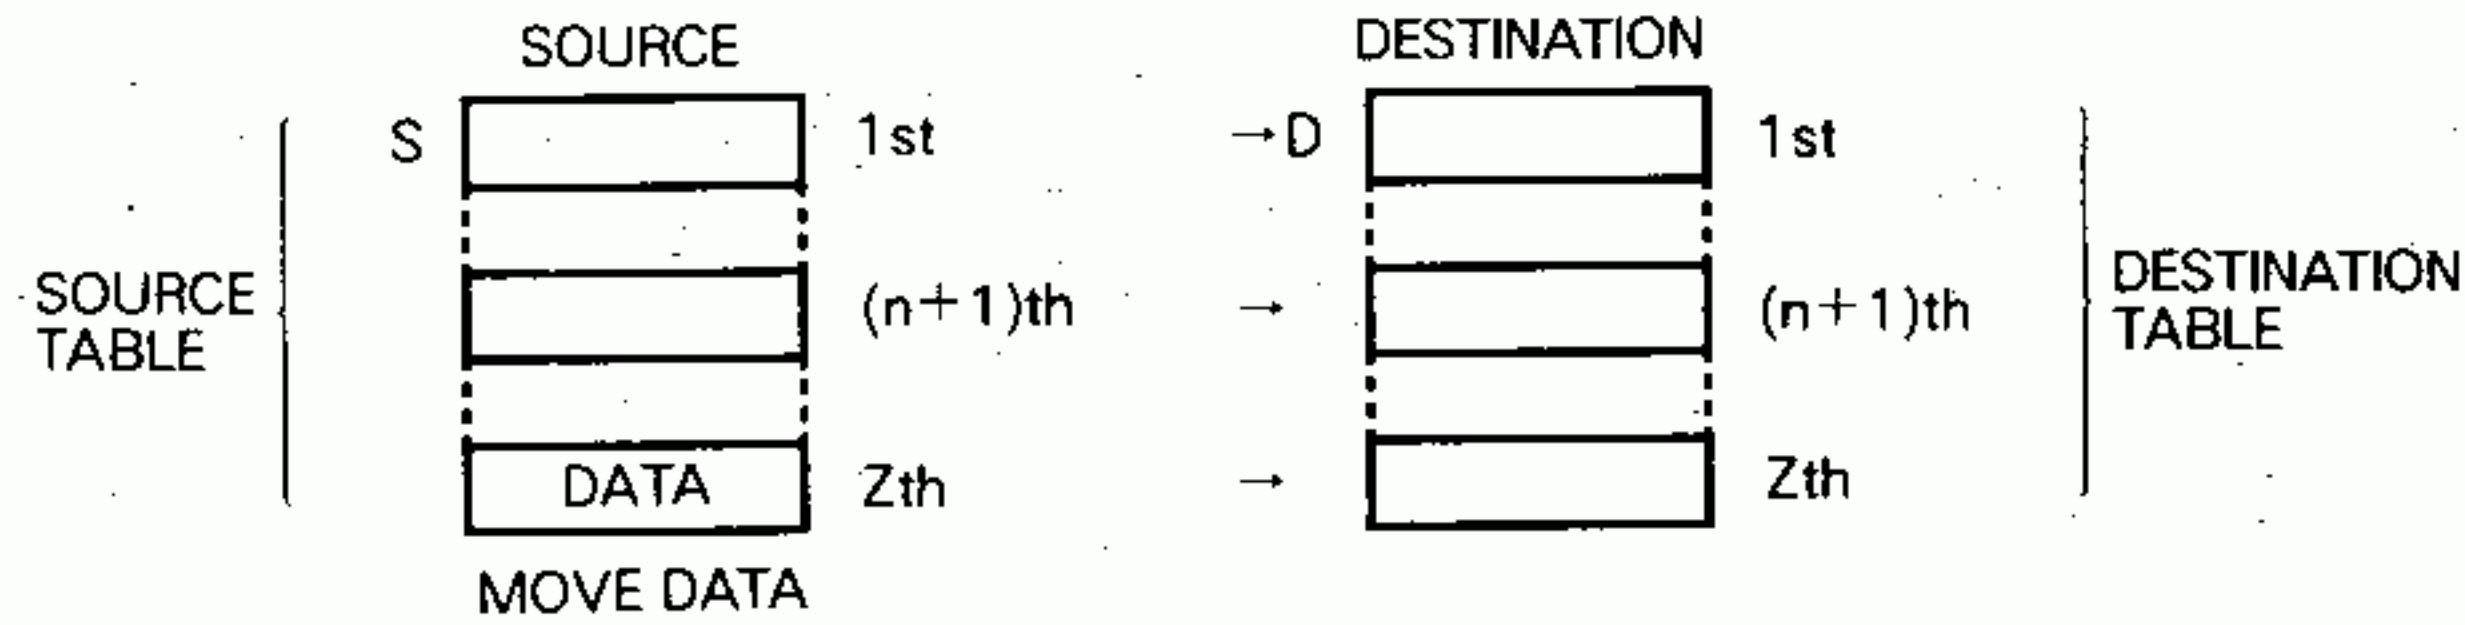 SOURCE
DESTINATION
S
1st
→D
1st
SOURCE
TABLE
(n+1)th
→
(n+1)th
DESTINATION
TABLE
DATA
Zth
→
Zth
MOVE DATA